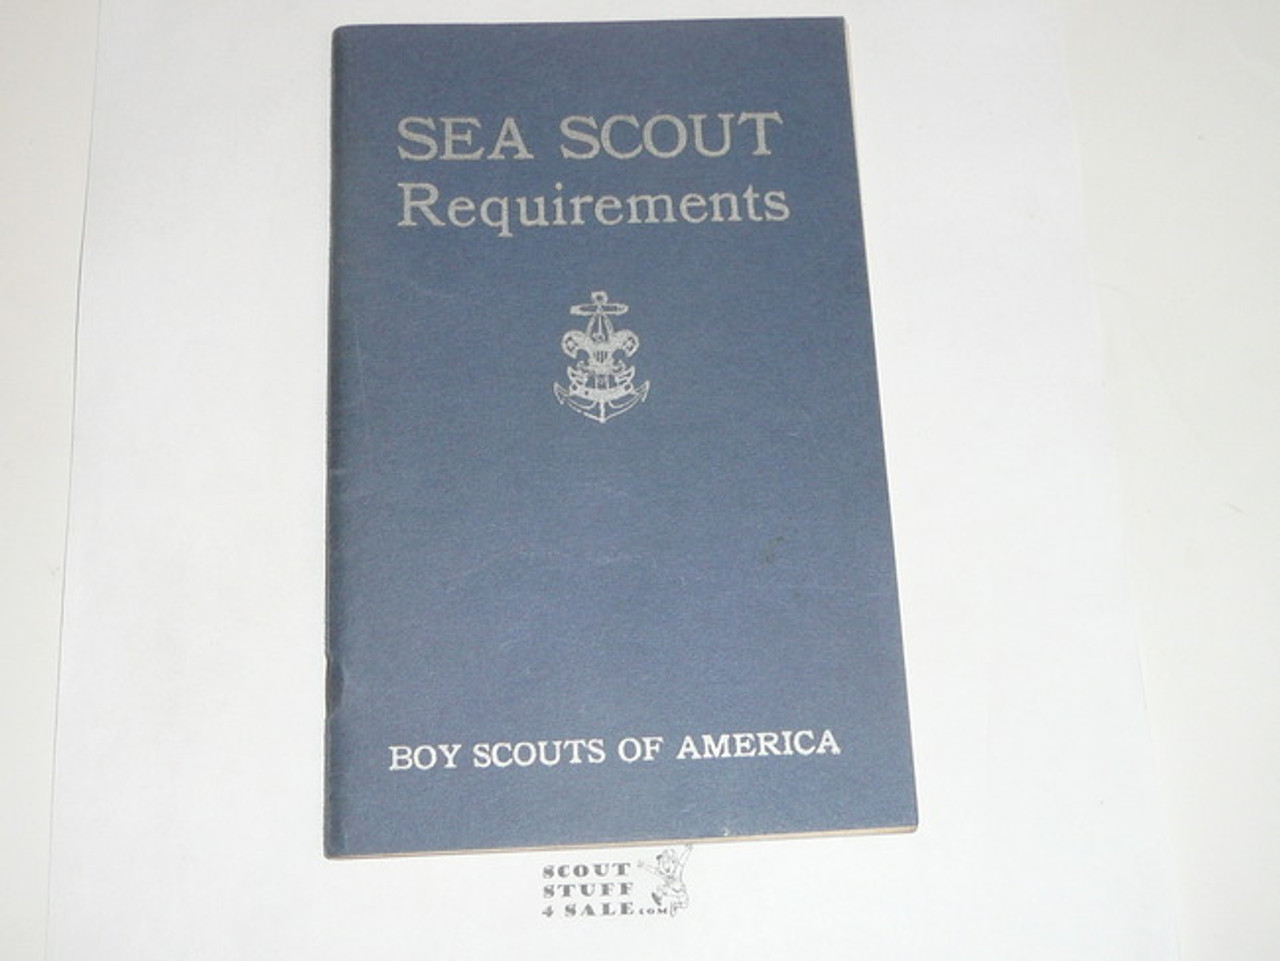 SEA SCOUT
Requirements
BOY SCOUTS OF AMERICA
SCOUT
STUFF
4 SALE.COM